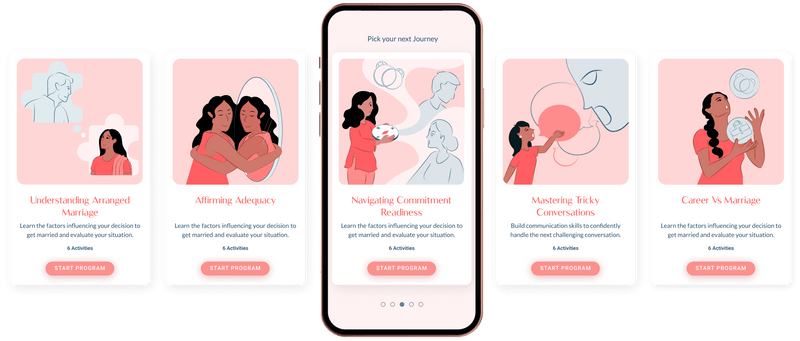 Pick your next Journey
Understanding Arranged
Marriage
Learn the factors influencing your decision to
get married and evaluate your situation.
6 Activities
START PROGRAM
Affirming Adequacy
Learn the factors influencing your decision to
get married and evaluate your situation.
6 Activities
START PROGRAM
Navigating Commitment
Readiness
Learn the factors influencing your decision to
get married and evaluate your situation.
6 Activities
START PROGRAM
Mastering Tricky
Conversations
Build communication skills to confidently
handle the next challenging conversation.
6 Activities
START PROGRAM
Career Vs Marriage
Learn the factors influencing your decision to
get married and evaluate your situation.
6 Activities
START PROGRAM